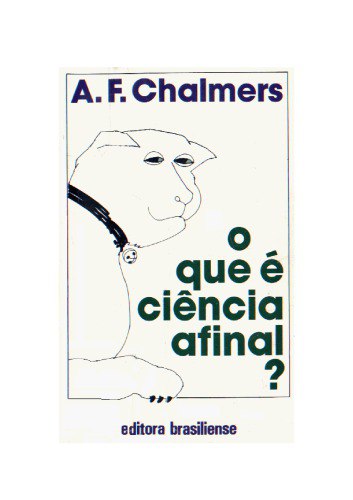 A. F. Chalmers
o
que é
ciência
afinal
?
editora brasiliense